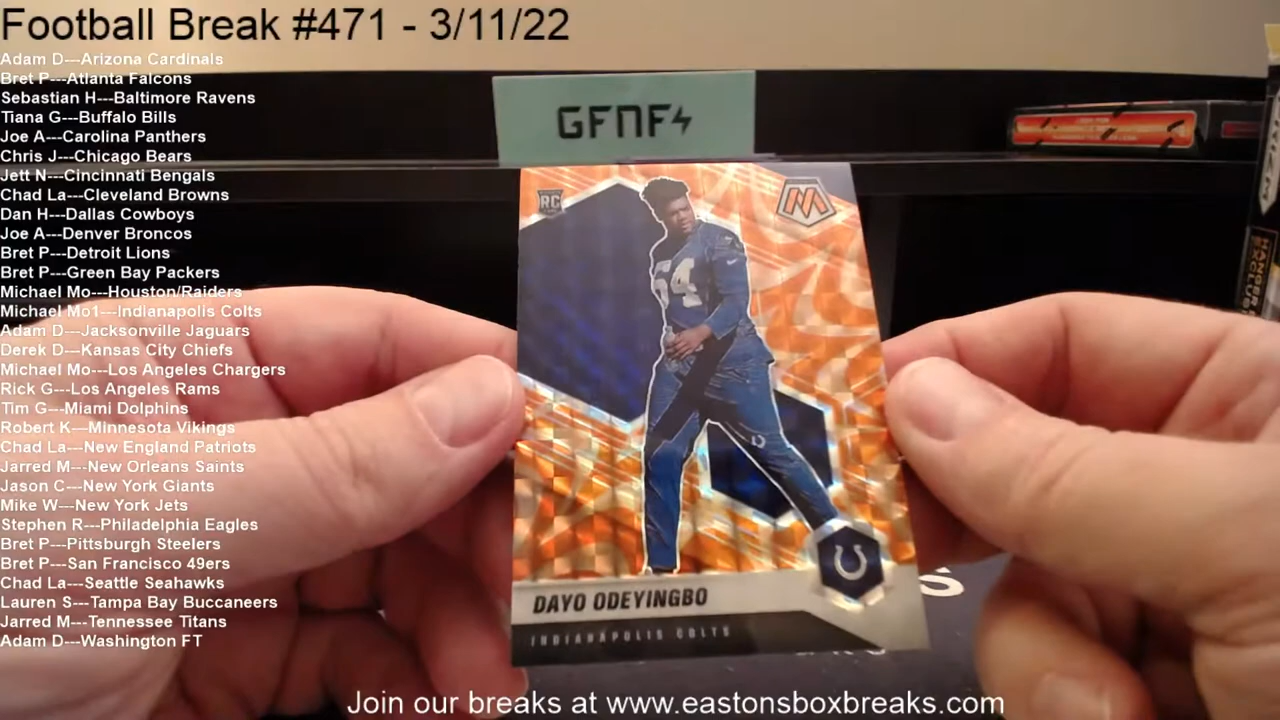 Football Break #471 - 3/11/22
Adam D---Arizona Cardinals
Bret P---Atlanta Falcons
Sebastian H---Baltimore Ravens
Tiana G---Buffalo Bills
Joe A---Carolina Panthers
Chris J---Chicago Bears
Jett N---Cincinnati Bengals
Chad La---Cleveland Browns
Dan H---Dallas Cowboys
Joe A---Denver Broncos
Bret P---Detroit Lions
Bret P---Green Bay Packers
Michael Mo---Houston/Raiders
Michael Mo1---Indianapolis Colts
Adam D---Jacksonville Jaguars
Derek D---Kansas City Chiefs
Michael Mo---Los Angeles Chargers
Rick G---Los Angeles Rams
Tim G---Miami Dolphins
Robert K---Minnesota Vikings
Chad La---New England Patriots
Jarred M---New Orleans Saints
Jason C---New York Giants
Mike W---New York Jets
Stephen R---Philadelphia Eagles
Bret P---Pittsburgh Steelers
Bret P---San Francisco 49ers
Chad La---Seattle Seahawks
Lauren S---Tampa Bay Buccaneers
Jarred M---Tennessee Titans
Adam D---Washington FT
GFNF
RC
54
DAYO ODEYINGBO
INDIANAPOLIS COLTS
Join our breaks at www.eastonsboxbreaks.com